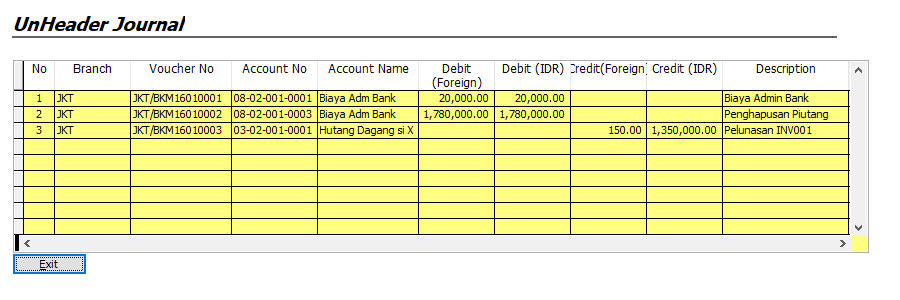 UnHeader Journal
No Branch Voucher No Account No Account Name Debit (Foreign) Debit (IDR) Credit(Foreign) Credit (IDR) Description
1 JKT JKT/BKM16010001 08-02-001-0001 Biaya Adm Bank 20,000.00 20,000.00 Biaya Admin Bank
2 JKT JKT/BKM16010002 08-02-001-0003 Biaya Adm Bank 1,780,000.00 1,780,000.00 Penghapusan Piutang
3 JKT JKT/BKM16010003 03-02-001-0001 Hutang Dagang si X 150.00 1,350,000.00 Pelunasan INV001
Exit